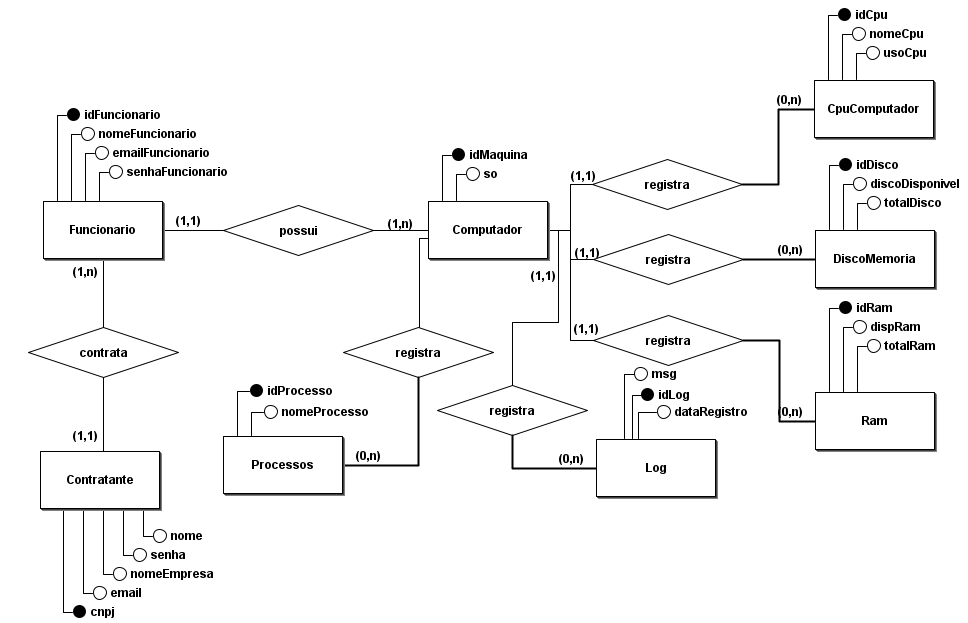 idCpu
nomeCpu
usoCpu
(0,n)
CpuComputador
idFuncionario
nomeFuncionario
emailFuncionario
senhaFuncionario
idMaquina
so
(1,1)
registra
idDisco
discoDisponivel
totalDisco
Funcionario
(1,1)
possui
(1,n)
Computador
(1,1)
registra
(0,n)
DiscoMemoria
(1,n)
(1,1)
idRam
dispRam
totalRam
(1,1)
registra
contrata
registra
msg
idLog
dataRegistro
(0,n)
Ram
idProcesso
nomeProcesso
registra
(1,1)
Processos
(0,n)
(0,n)
Log
Contratante
nome
senha
nomeEmpresa
email
cnpj